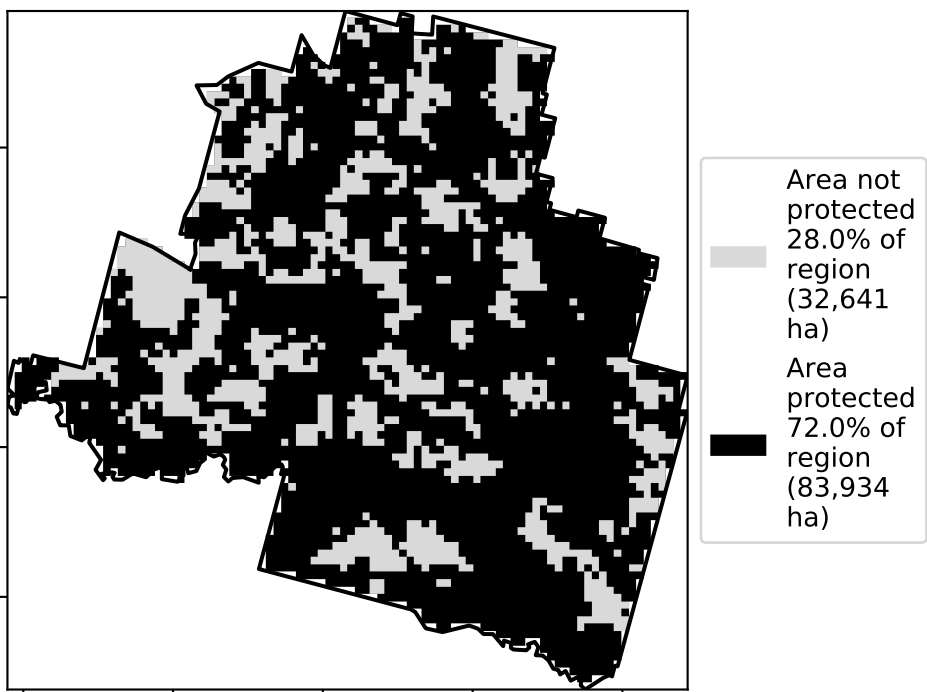 Area not
protected
28.0% of
region
(32,641
ha)
Area
protected
72.0% of
region
(83,934
ha)